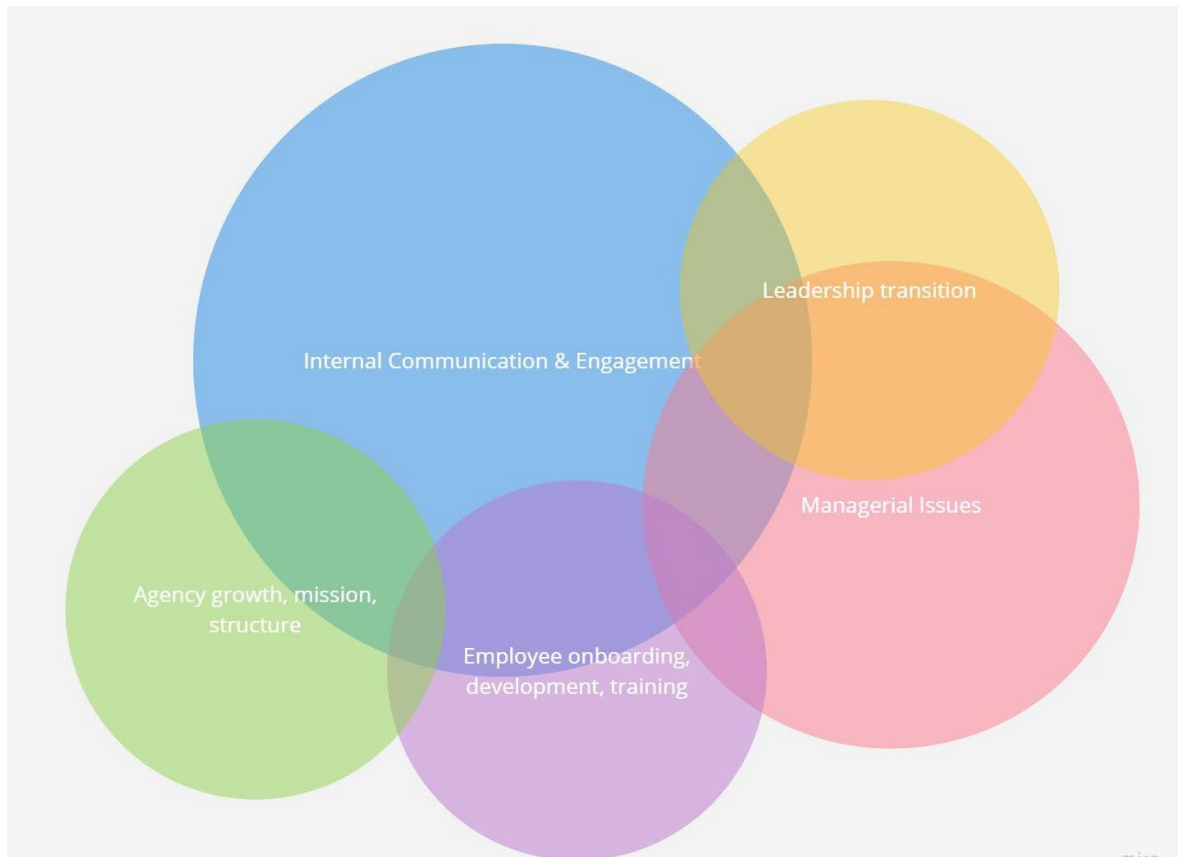 Leadership transition
Internal Communication & Engagement
Managerial Issues
Agency growth, mission,
structure
Employee onboarding,
development, training